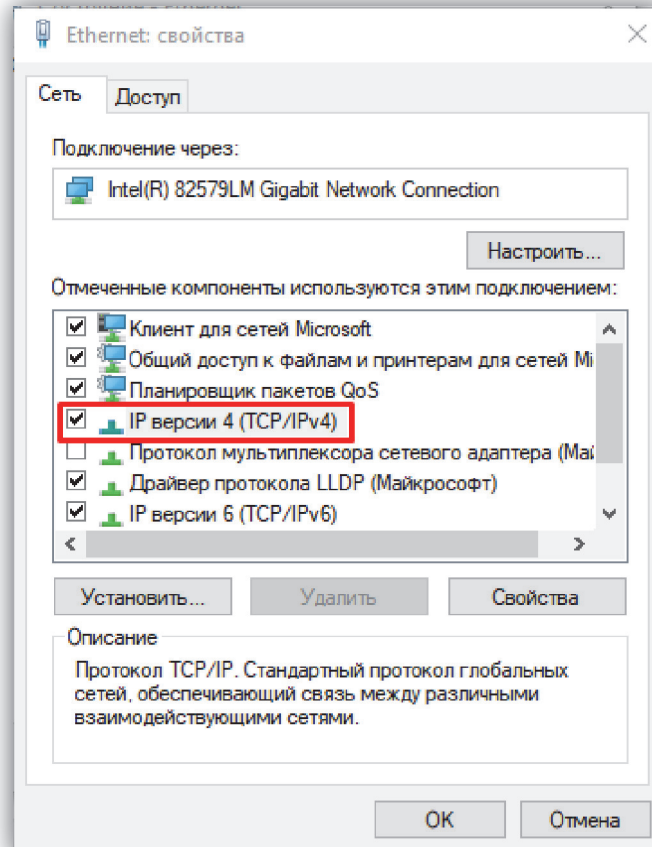 Ethernet: свойства
Сеть
Доступ
Подключение через:
Intel(R) 82579LM Gigabit Network Connection
Настроить...
Отмеченные компоненты используются этим подключением:
Клиент для сетей Microsoft
Общий доступ к файлам и принтерам для сетей Mi
Планировщик пакетов QoS
IP версии 4 (TCP/IPv4)
Протокол мультиплексора сетевого адаптера (Май
Драйвер протокола LLDP (Майкрософт)
IP версии 6 (TCP/IPv6)
Установить...
Удалить
Свойства
Описание
Протокол TCP/IP. Стандартный протокол глобальных
сетей, обеспечивающий связь между различными
взаимодействующими сетями.
OK
Отмена